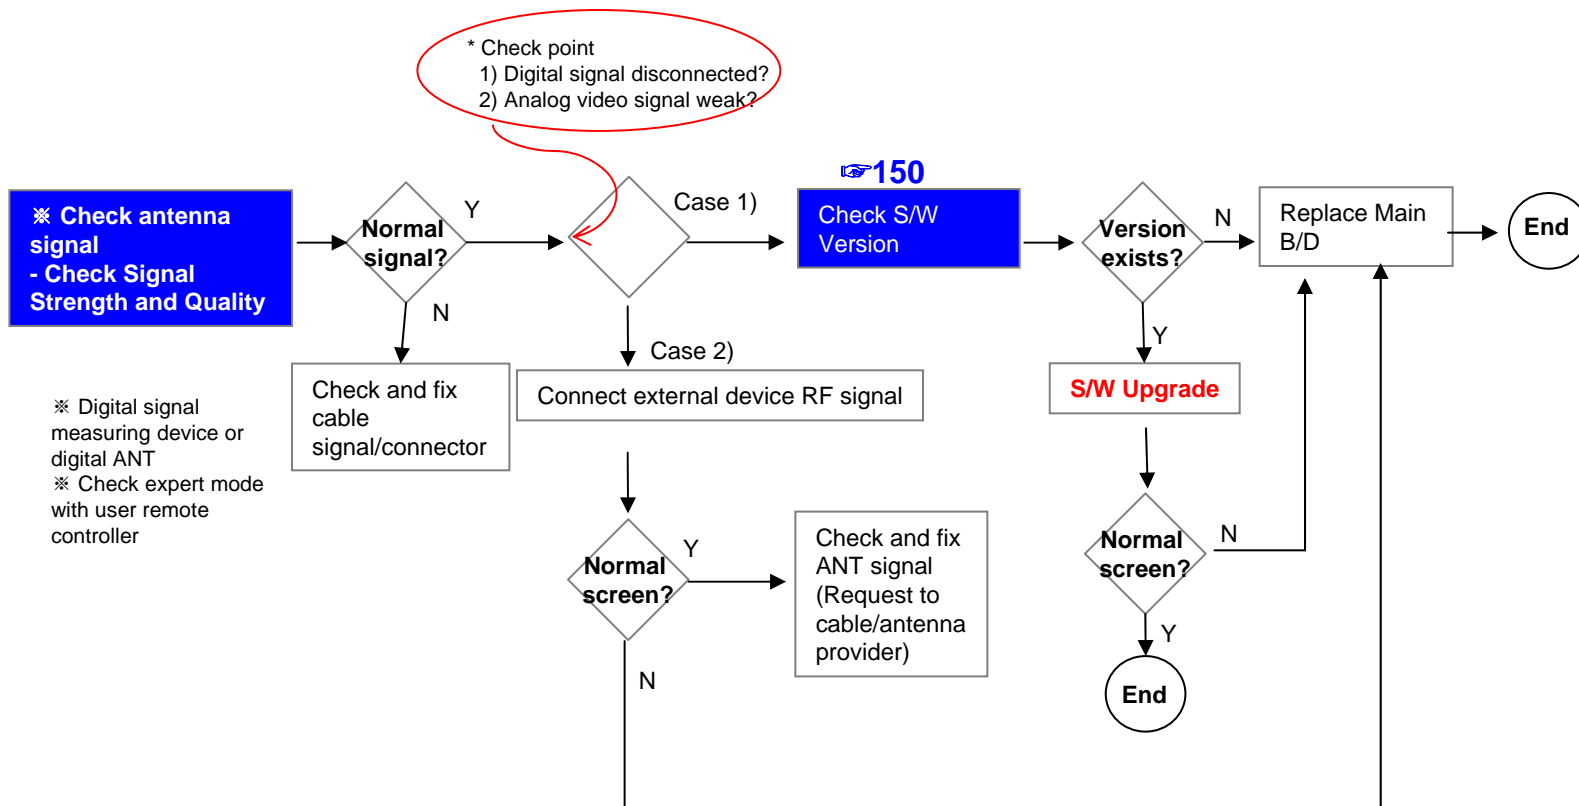 * Check point
1) Digital signal disconnected?
2) Analog video signal weak?
☞150
※ Check antenna
signal
- Check Signal
Strength and Quality
Normal
signal?
Y
N
Case 1)
Check S/W
Version
Version
exists?
N
Y
Replace Main
B/D
End
Case 2)
Check and fix
cable
signal/connector
Connect external device RF signal
S/W Upgrade
※ Digital signal
measuring device or
digital ANT
※ Check expert mode
with user remote
controller
Normal
screen?
Y
N
Check and fix
ANT signal
(Request to
cable/antenna
provider)
Normal
screen?
N
Y
End